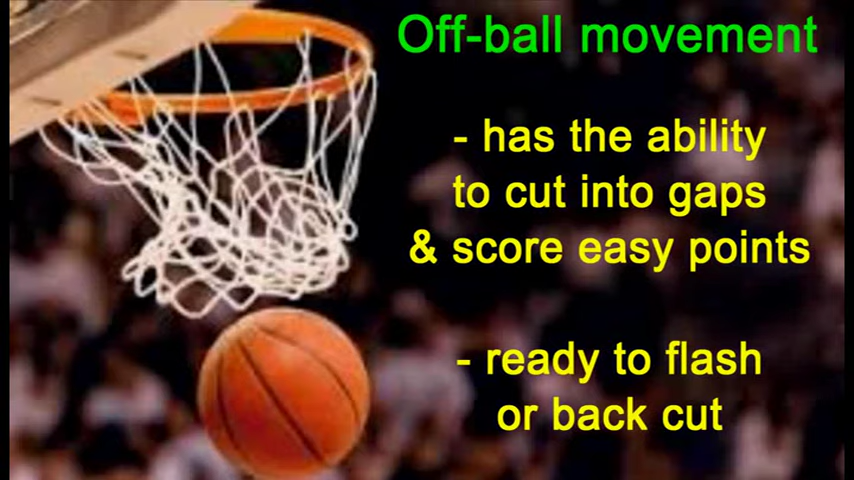 Off-ball movement
- has the ability
to cut into gaps
& score easy points
- ready to flash
or back cut